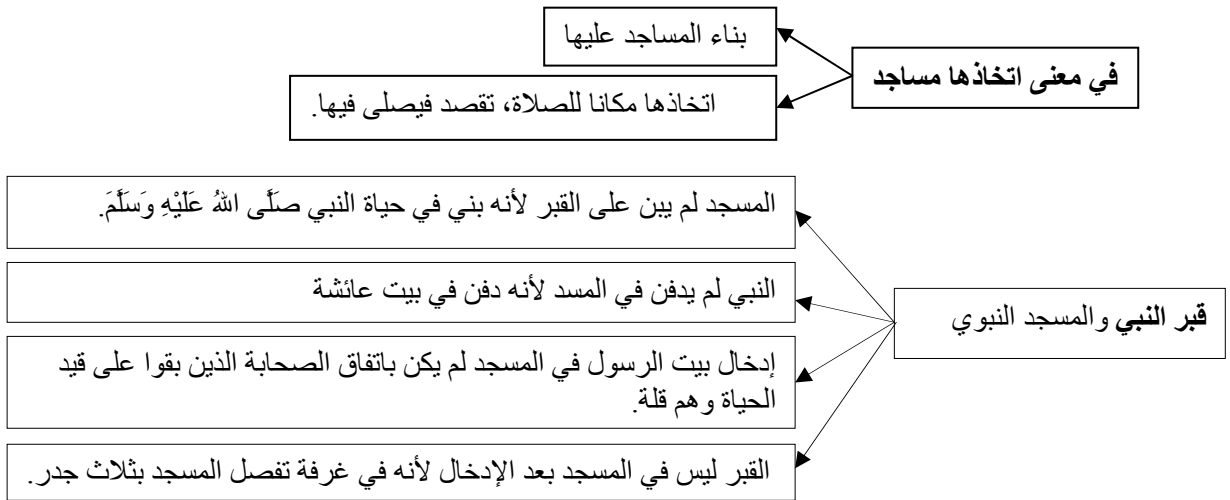 في معنى اتخاذها مساجد
بناء المساجد عليها
اتخاذها مكانا للصلاة، تقصد فيصلى فيها.
قبر النبي والمسجد النبوي
المسجد لم يبن على القبر لأنه بني في حياة النبي صَلَّى اللهُ عَلَيْهِ وَسَلَّمَ.
النبي لم يدفن في المسد لأنه دفن في بيت عائشة
إدخال بيت الرسول في المسجد لم يكن باتفاق الصحابة الذين بقوا على قيد
الحياة وهم قلة.
القبر ليس في المسجد بعد الإدخال لأنه في غرفة تفصل المسجد بثلاث جدر.